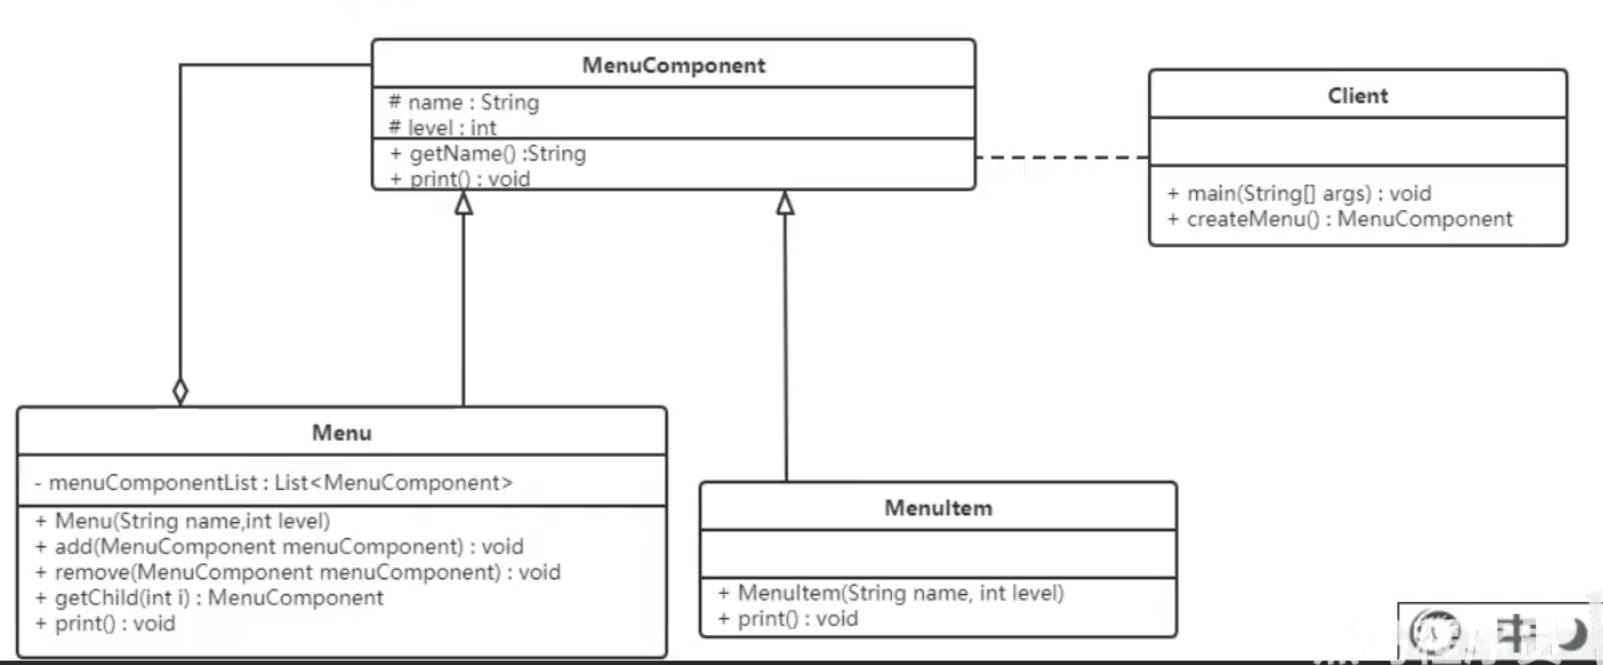 MenuComponent
# name : String
# level : int
+ getName() :String
+ print() : void
Client
+ main(String[] args) : void
+ createMenu() : MenuComponent
Menu
- menuComponentList : List<MenuComponent>
+ Menu(String name,int level)
+ add(MenuComponent menuComponent) : void
+ remove(MenuComponent menuComponent) : void
+ getChild(int i) : MenuComponent
+ print() : void
MenuItem
+ MenuItem(String name, int level)
+ print() : void
中